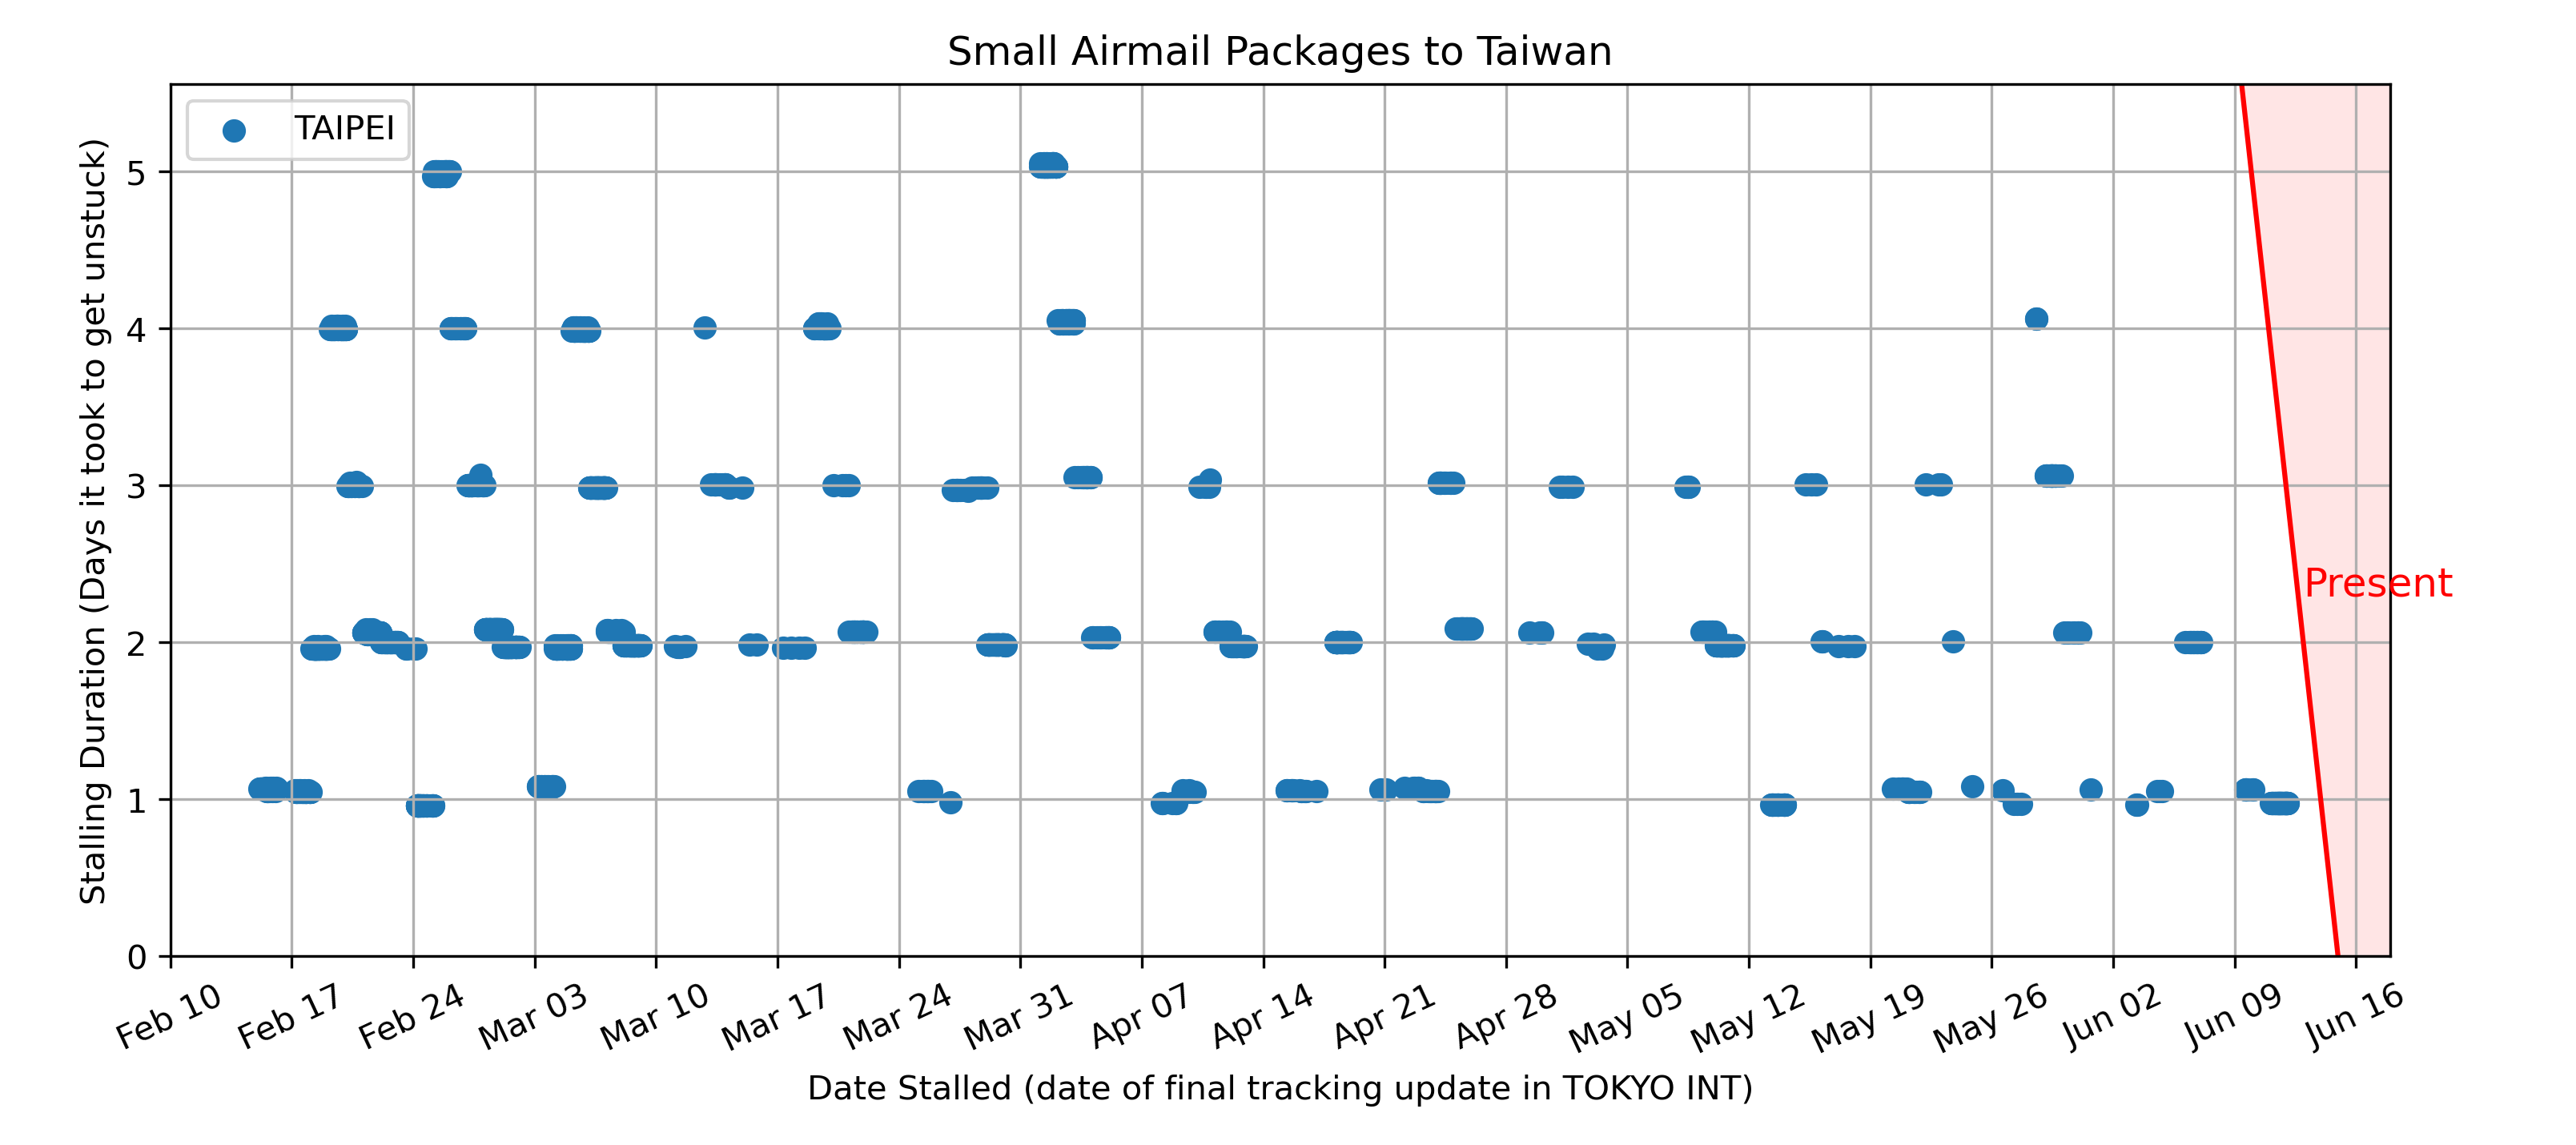 Small Airmail Packages to Taiwan
TAIPEI
Stalling Duration (Days it took to get unstuck)
5
4
3
2
1
0
Present
Feb 10
Feb 17
Feb 24
Mar 03
Mar 10
Mar 17
Mar 24
Mar 31
Apr 07
Apr 14
Apr 21
Apr 28
May 05
May 12
May 19
May 26
Jun 02
Jun 09
Jun 16
Date Stalled (date of final tracking update in TOKYO INT)